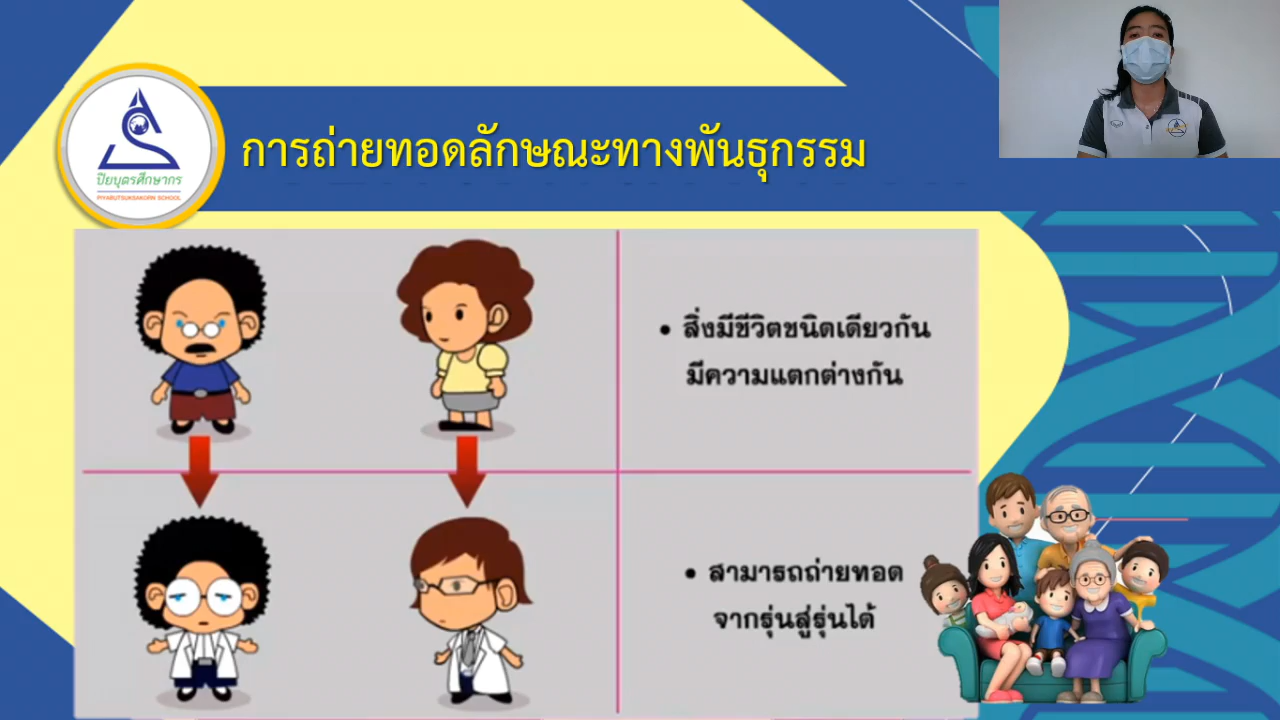 การถ่ายทอดลักษณะทางพันธุกรรม
ปิยบุตรศึกษากร
PIYABUTSUKSAKORN SCHOOL
• สิ่งมีชีวิตชนิดเดียวกัน
มีความแตกต่างกัน
• สามารถถ่ายทอด
จากรุ่นสู่รุ่นได้